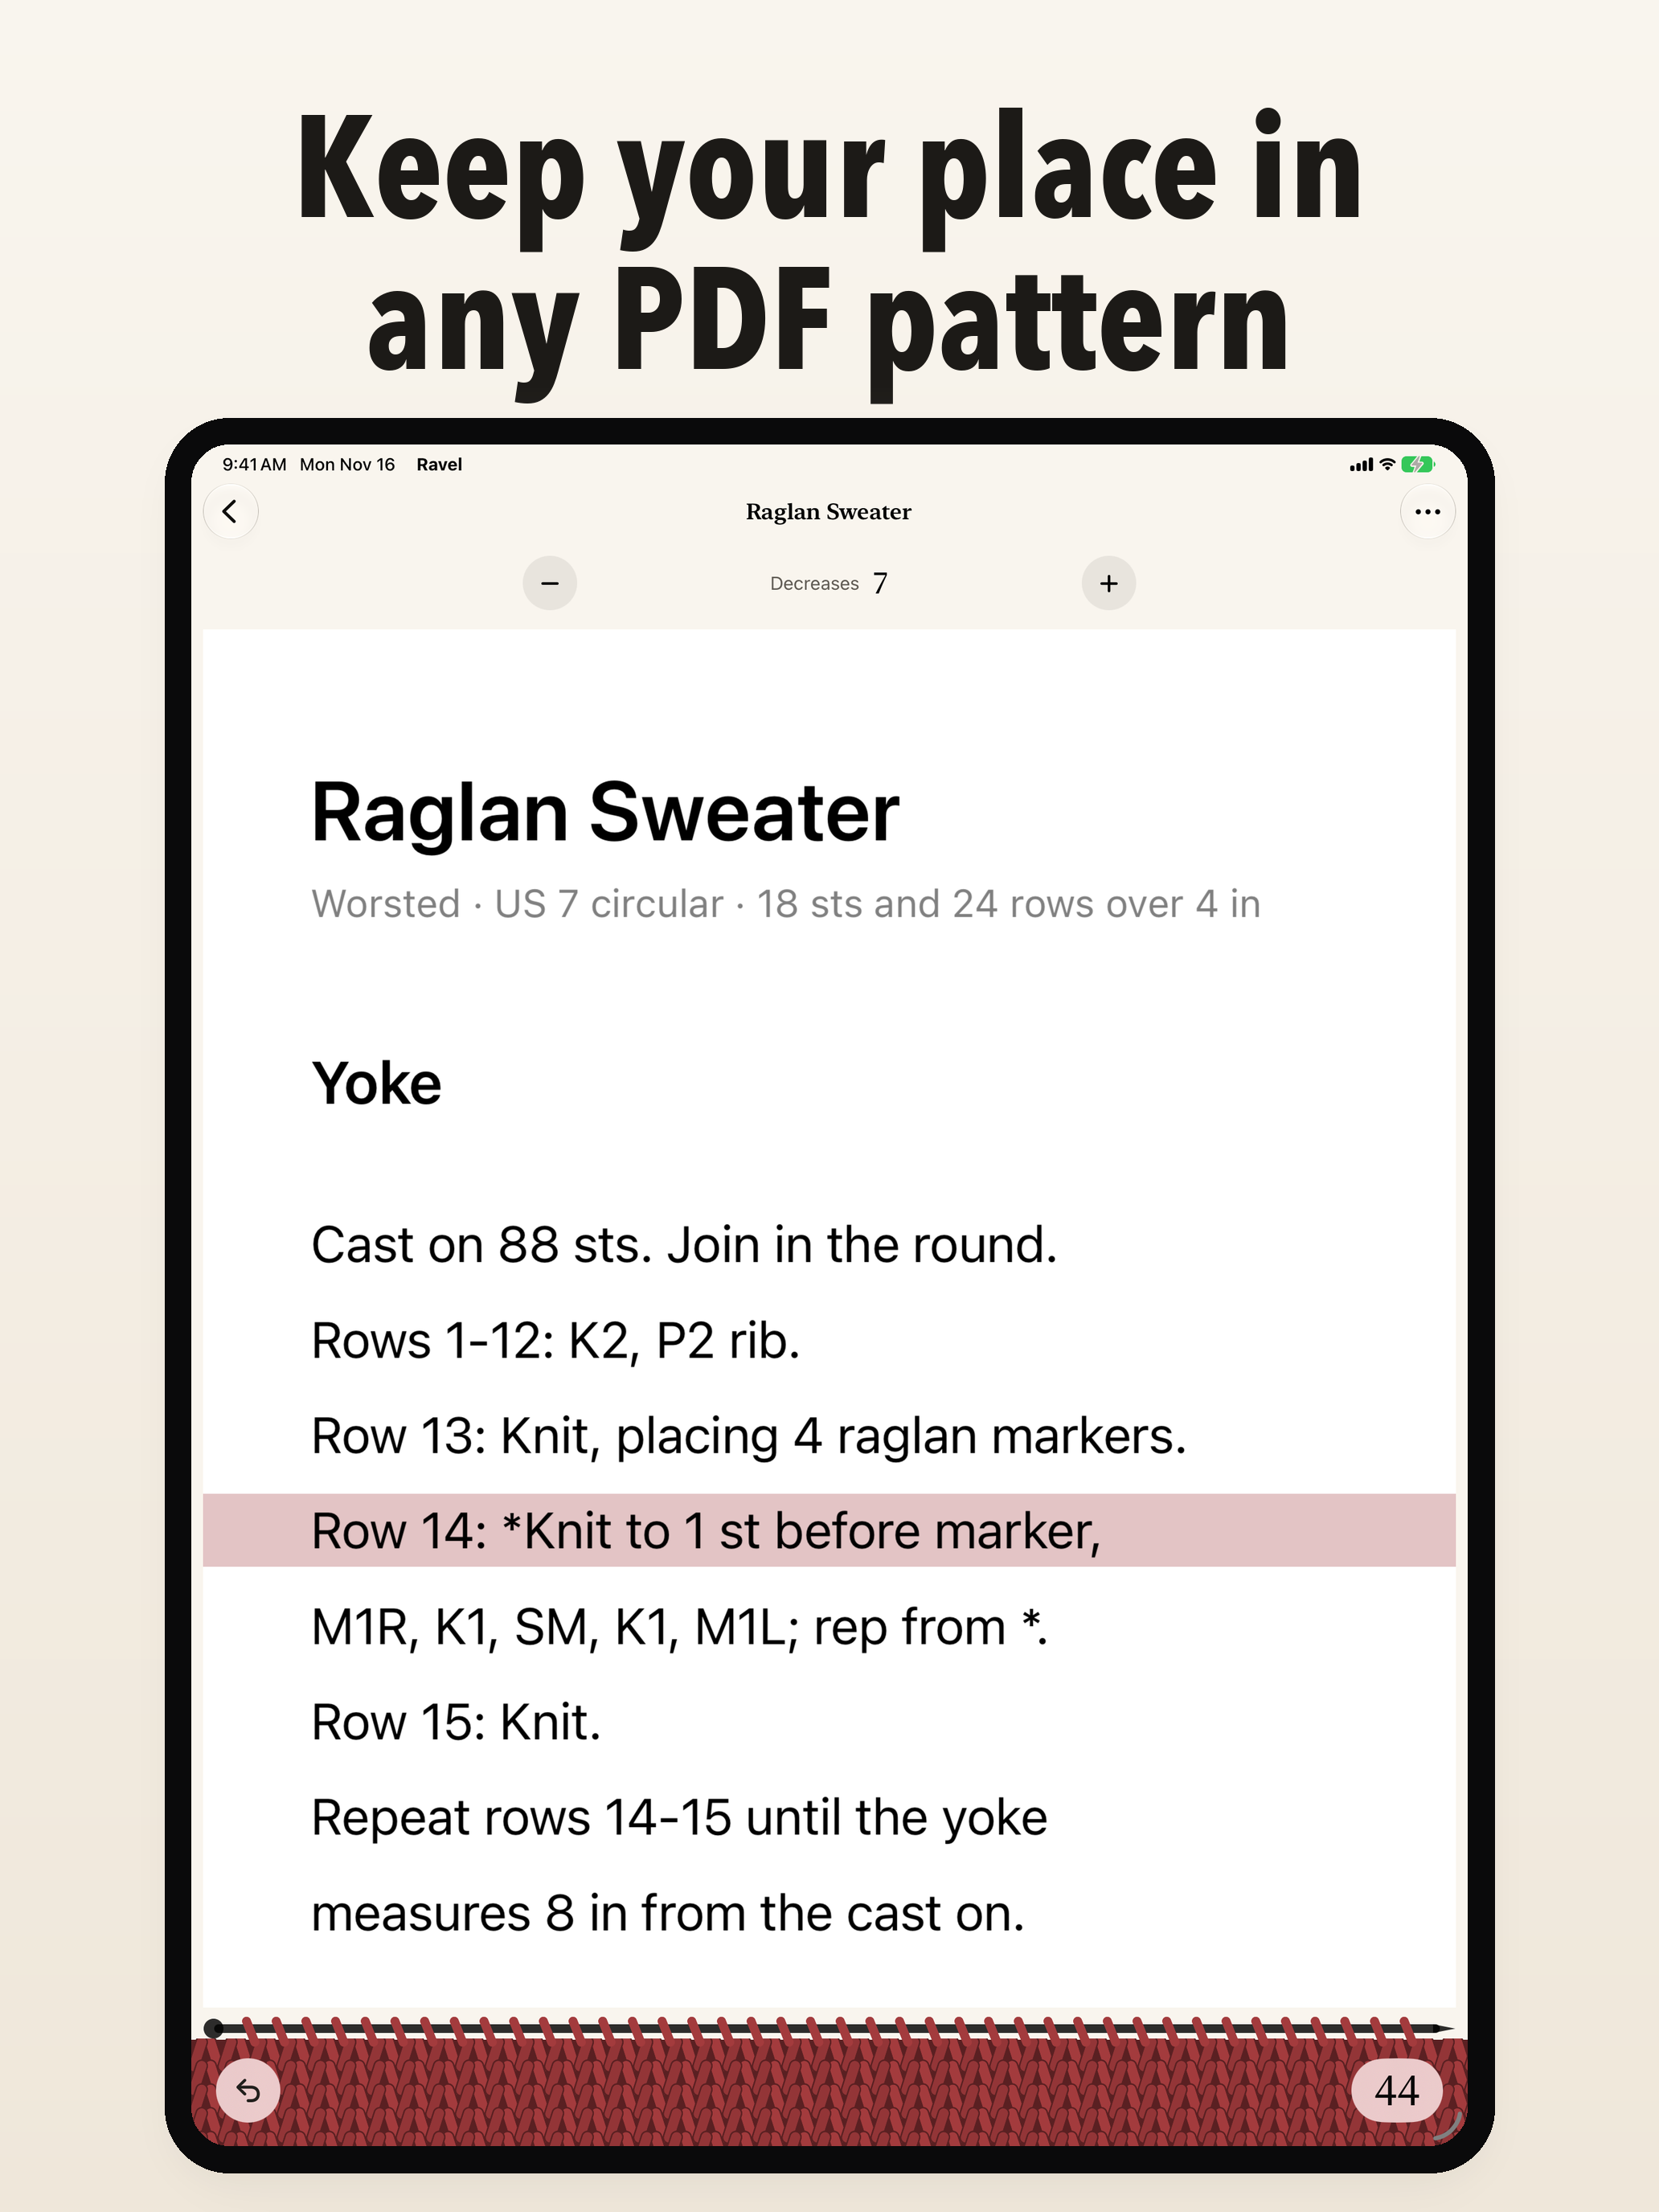 Keep your place in
any PDF pattern
9:41 AM Mon Nov 16 Ravel
Raglan Sweater
Decreases 7
Raglan Sweater
Worsted · US 7 circular · 18 sts and 24 rows over 4 in
Yoke
Cast on 88 sts. Join in the round.
Rows 1-12: K2, P2 rib.
Row 13: Knit, placing 4 raglan markers.
Row 14: *Knit to 1 st before marker,
M1R, K1, SM, K1, M1L; rep from *.
Row 15: Knit.
Repeat rows 14-15 until the yoke
measures 8 in from the cast on.
44